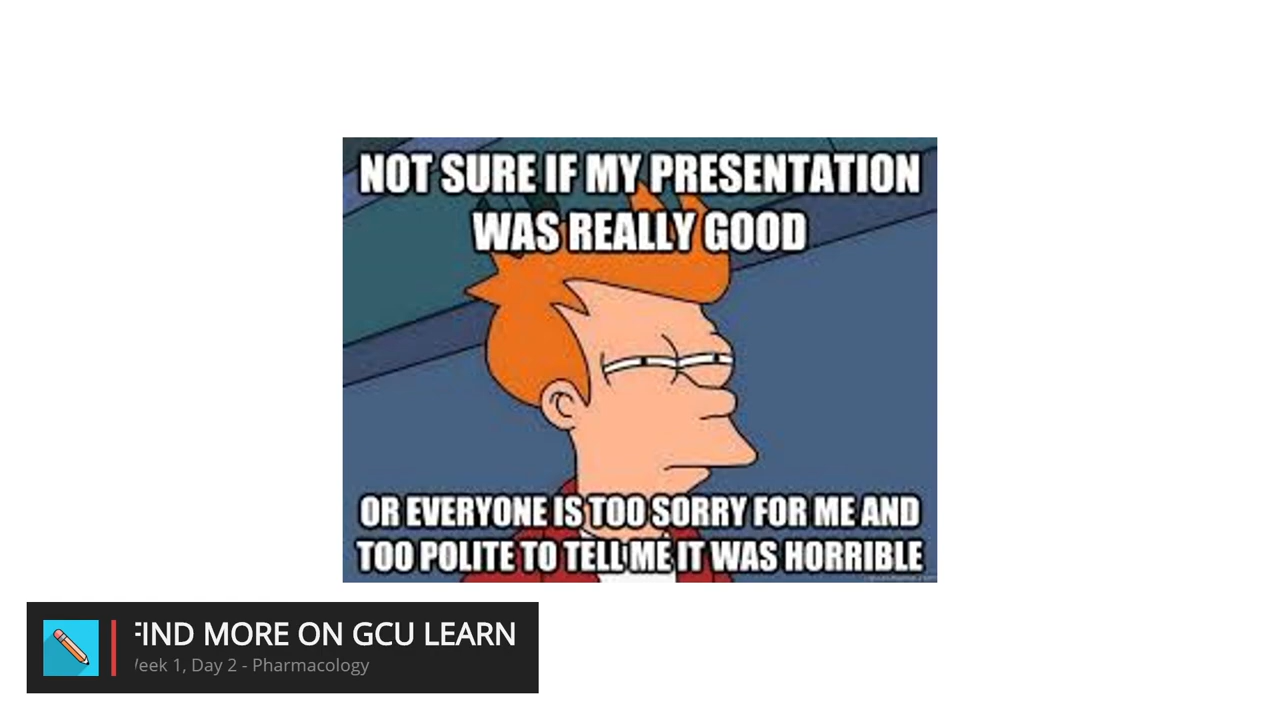 NOT SURE IF MY PRESENTATION
WAS REALLY GOOD
OR EVERYONE IS TOO SORRY FOR ME AND
TOO POLITE TO TELL ME IT WAS HORRIBLE
FIND MORE ON GCU LEARN
eek 1, Day 2 - Pharmacology